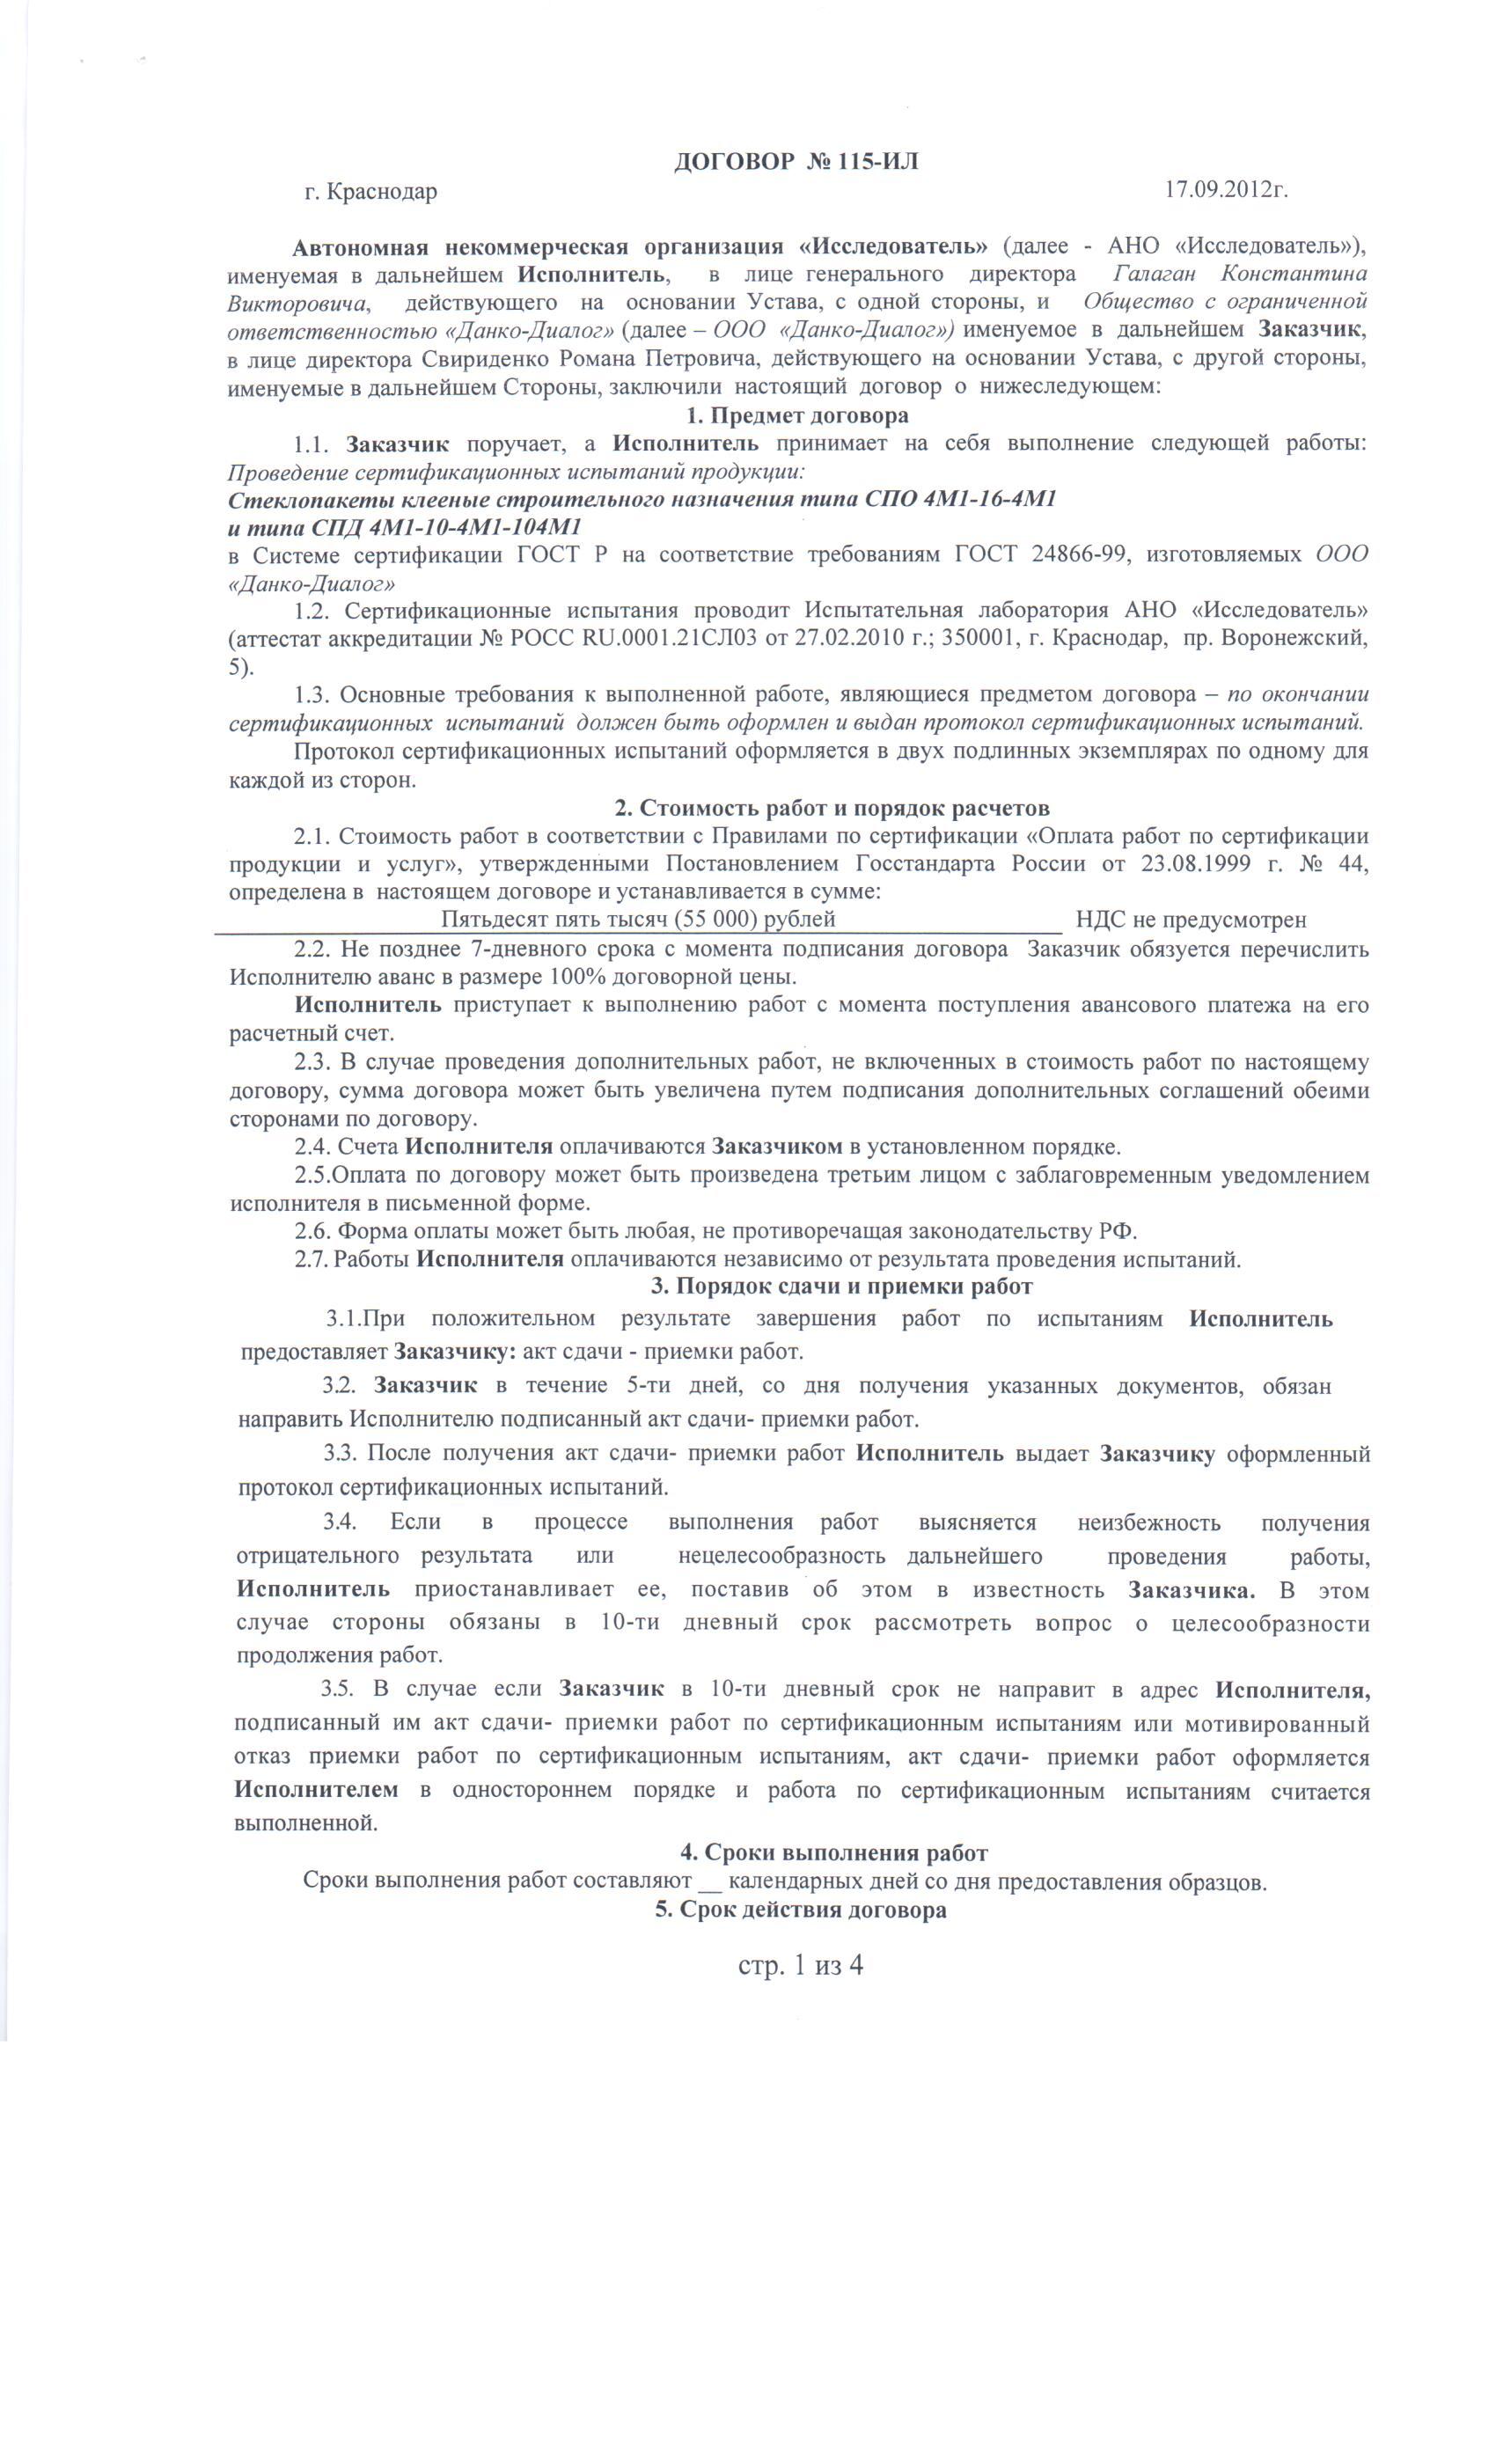 ДОГОВОР № 115-ИЛ
г. Краснодар 17.09.2012г.
Автономная некоммерческая организация «Исследователь» (далее - АНО «Исследователь»),
именуемая в дальнейшем Исполнитель, в лице генерального директора Галаган Константина
Викторовича, действующего на основании Устава, с одной стороны, и Общество с ограниченной
ответственностью «Данко-Диалог» (далее – ООО «Данко-Диалог») именуемое в дальнейшем Заказчик,
в лице директора Свириденко Романа Петровича, действующего на основании Устава, с другой стороны,
именуемые в дальнейшем Стороны, заключили настоящий договор о нижеследующем:
1. Предмет договора
1.1. Заказчик поручает, а Исполнитель принимает на себя выполнение следующей работы:
Проведение сертификационных испытаний продукции:
Стеклопакеты клееные строительного назначения типа СПО 4М1-16-4М1
и типа СПД 4М1-10-4М1-104М1
в Системе сертификации ГОСТ Р на соответствие требованиям ГОСТ 24866-99, изготовляемых ООО
«Данко-Диалог»
1.2. Сертификационные испытания проводит Испытательная лаборатория АНО «Исследователь»
(аттестат аккредитации № РОСС RU.0001.21СЛ03 от 27.02.2010 г.; 350001, г. Краснодар, пр. Воронежский,
5).
1.3. Основные требования к выполненной работе, являющиеся предметом договора – по окончании
сертификационных испытаний должен быть оформлен и выдан протокол сертификационных испытаний.
Протокол сертификационных испытаний оформляется в двух подлинных экземплярах по одному для
каждой из сторон.
2. Стоимость работ и порядок расчетов
2.1. Стоимость работ в соответствии с Правилами по сертификации «Оплата работ по сертификации
продукции и услуг», утвержденными Постановлением Госстандарта России от 23.08.1999 г. № 44,
определена в настоящем договоре и устанавливается в сумме:
Пятьдесят пять тысяч (55 000) рублей НДС не предусмотрен
2.2. Не позднее 7-дневного срока с момента подписания договора Заказчик обязуется перечислить
Исполнителю аванс в размере 100% договорной цены.
Исполнитель приступает к выполнению работ с момента поступления авансового платежа на его
расчетный счет.
2.3. В случае проведения дополнительных работ, не включенных в стоимость работ по настоящему
договору, сумма договора может быть увеличена путем подписания дополнительных соглашений обеими
сторонами по договору.
2.4. Счета Исполнителя оплачиваются Заказчиком в установленном порядке.
2.5.Оплата по договору может быть произведена третьим лицом с заблаговременным уведомлением
исполнителя в письменной форме.
2.6. Форма оплаты может быть любая, не противоречащая законодательству РФ.
2.7. Работы Исполнителя оплачиваются независимо от результата проведения испытаний.
3. Порядок сдачи и приемки работ
3.1.При положительном результате завершения работ по испытаниям Исполнитель
предоставляет Заказчику: акт сдачи - приемки работ.
3.2. Заказчик в течение 5-ти дней, со дня получения указанных документов, обязан
направить Исполнителю подписанный акт сдачи- приемки работ.
3.3. После получения акт сдачи- приемки работ Исполнитель выдает Заказчику оформленный
протокол сертификационных испытаний.
3.4. Если в процессе выполнения работ выясняется неизбежность получения
отрицательного результата или нецелесообразность дальнейшего проведения работы,
Исполнитель приостанавливает ее, поставив об этом в известность Заказчика. В этом
случае стороны обязаны в 10-ти дневный срок рассмотреть вопрос о целесообразности
продолжения работ.
3.5. В случае если Заказчик в 10-ти дневный срок не направит в адрес Исполнителя,
подписанный им акт сдачи- приемки работ по сертификационным испытаниям или мотивированный
отказ приемки работ по сертификационным испытаниям, акт сдачи- приемки работ оформляется
Исполнителем в одностороннем порядке и работа по сертификационным испытаниям считается
выполненной.
4. Сроки выполнения работ
Сроки выполнения работ составляют __ календарных дней со дня предоставления образцов.
5. Срок действия договора
стр. 1 из 4